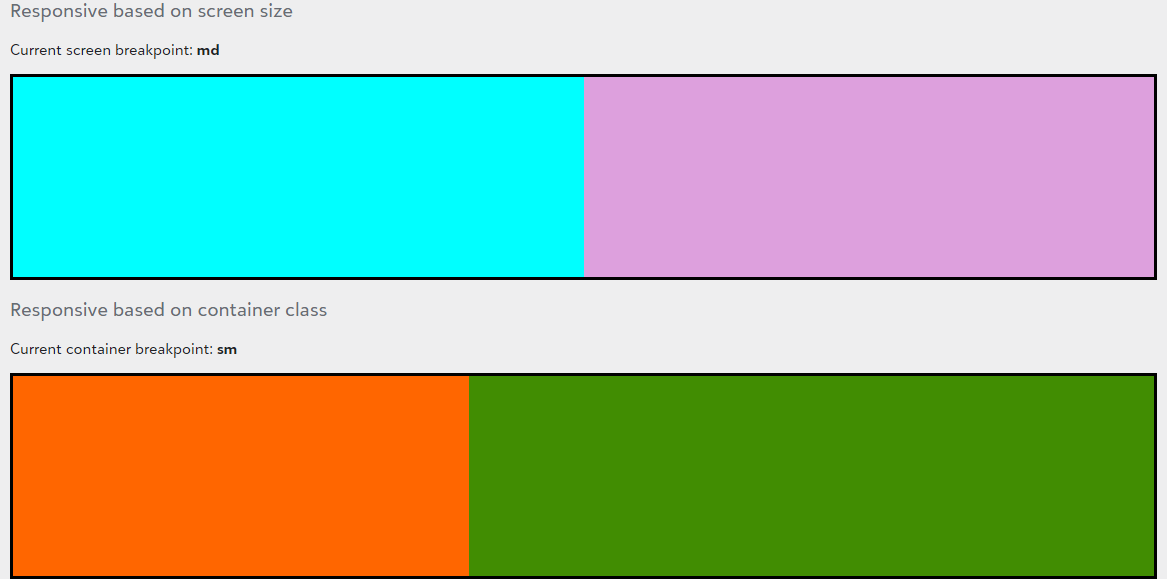 Responsive based on screen size
Current screen breakpoint: md
Responsive based on container class
Current container breakpoint: sm